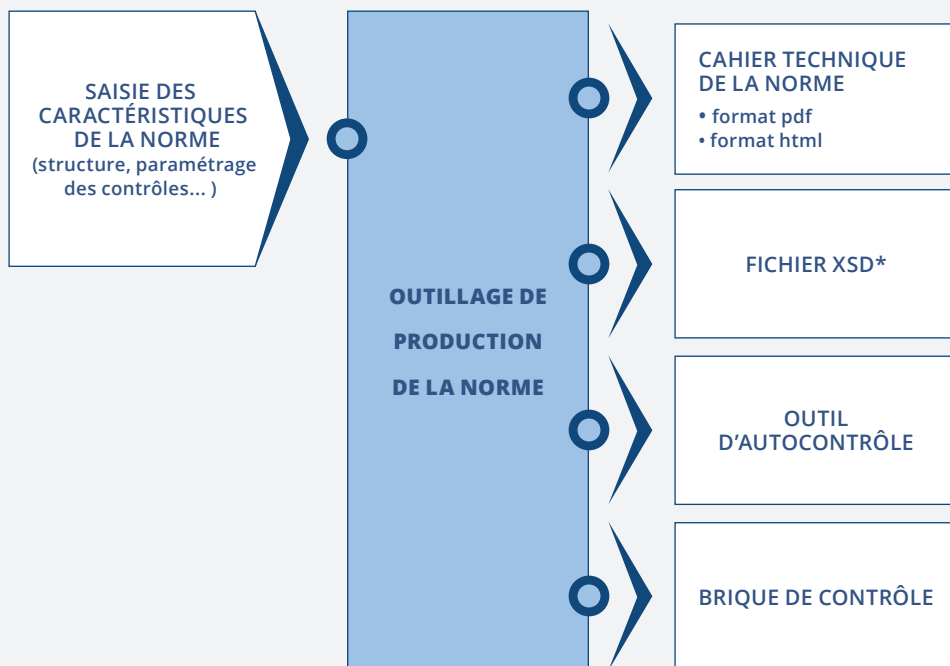 SAISIE DES
CARACTÉRISTIQUES
DE LA NORME
(structure, paramétrage
des contrôles... )
OUTILLAGE DE
PRODUCTION
DE LA NORME
CAHIER TECHNIQUE
DE LA NORME
• format pdf
• format html
FICHIER XSD*
OUTIL
D’AUTOCONTRÔLE
BRIQUE DE CONTRÔLE